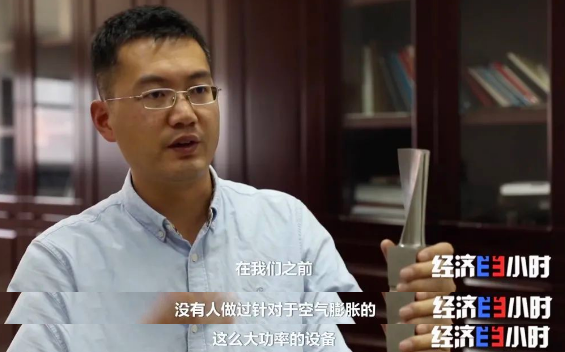 在我们之前
经济半小时
没有人做过针对于空气膨胀的
经济半小时
这么大功率的设备
经济半小时